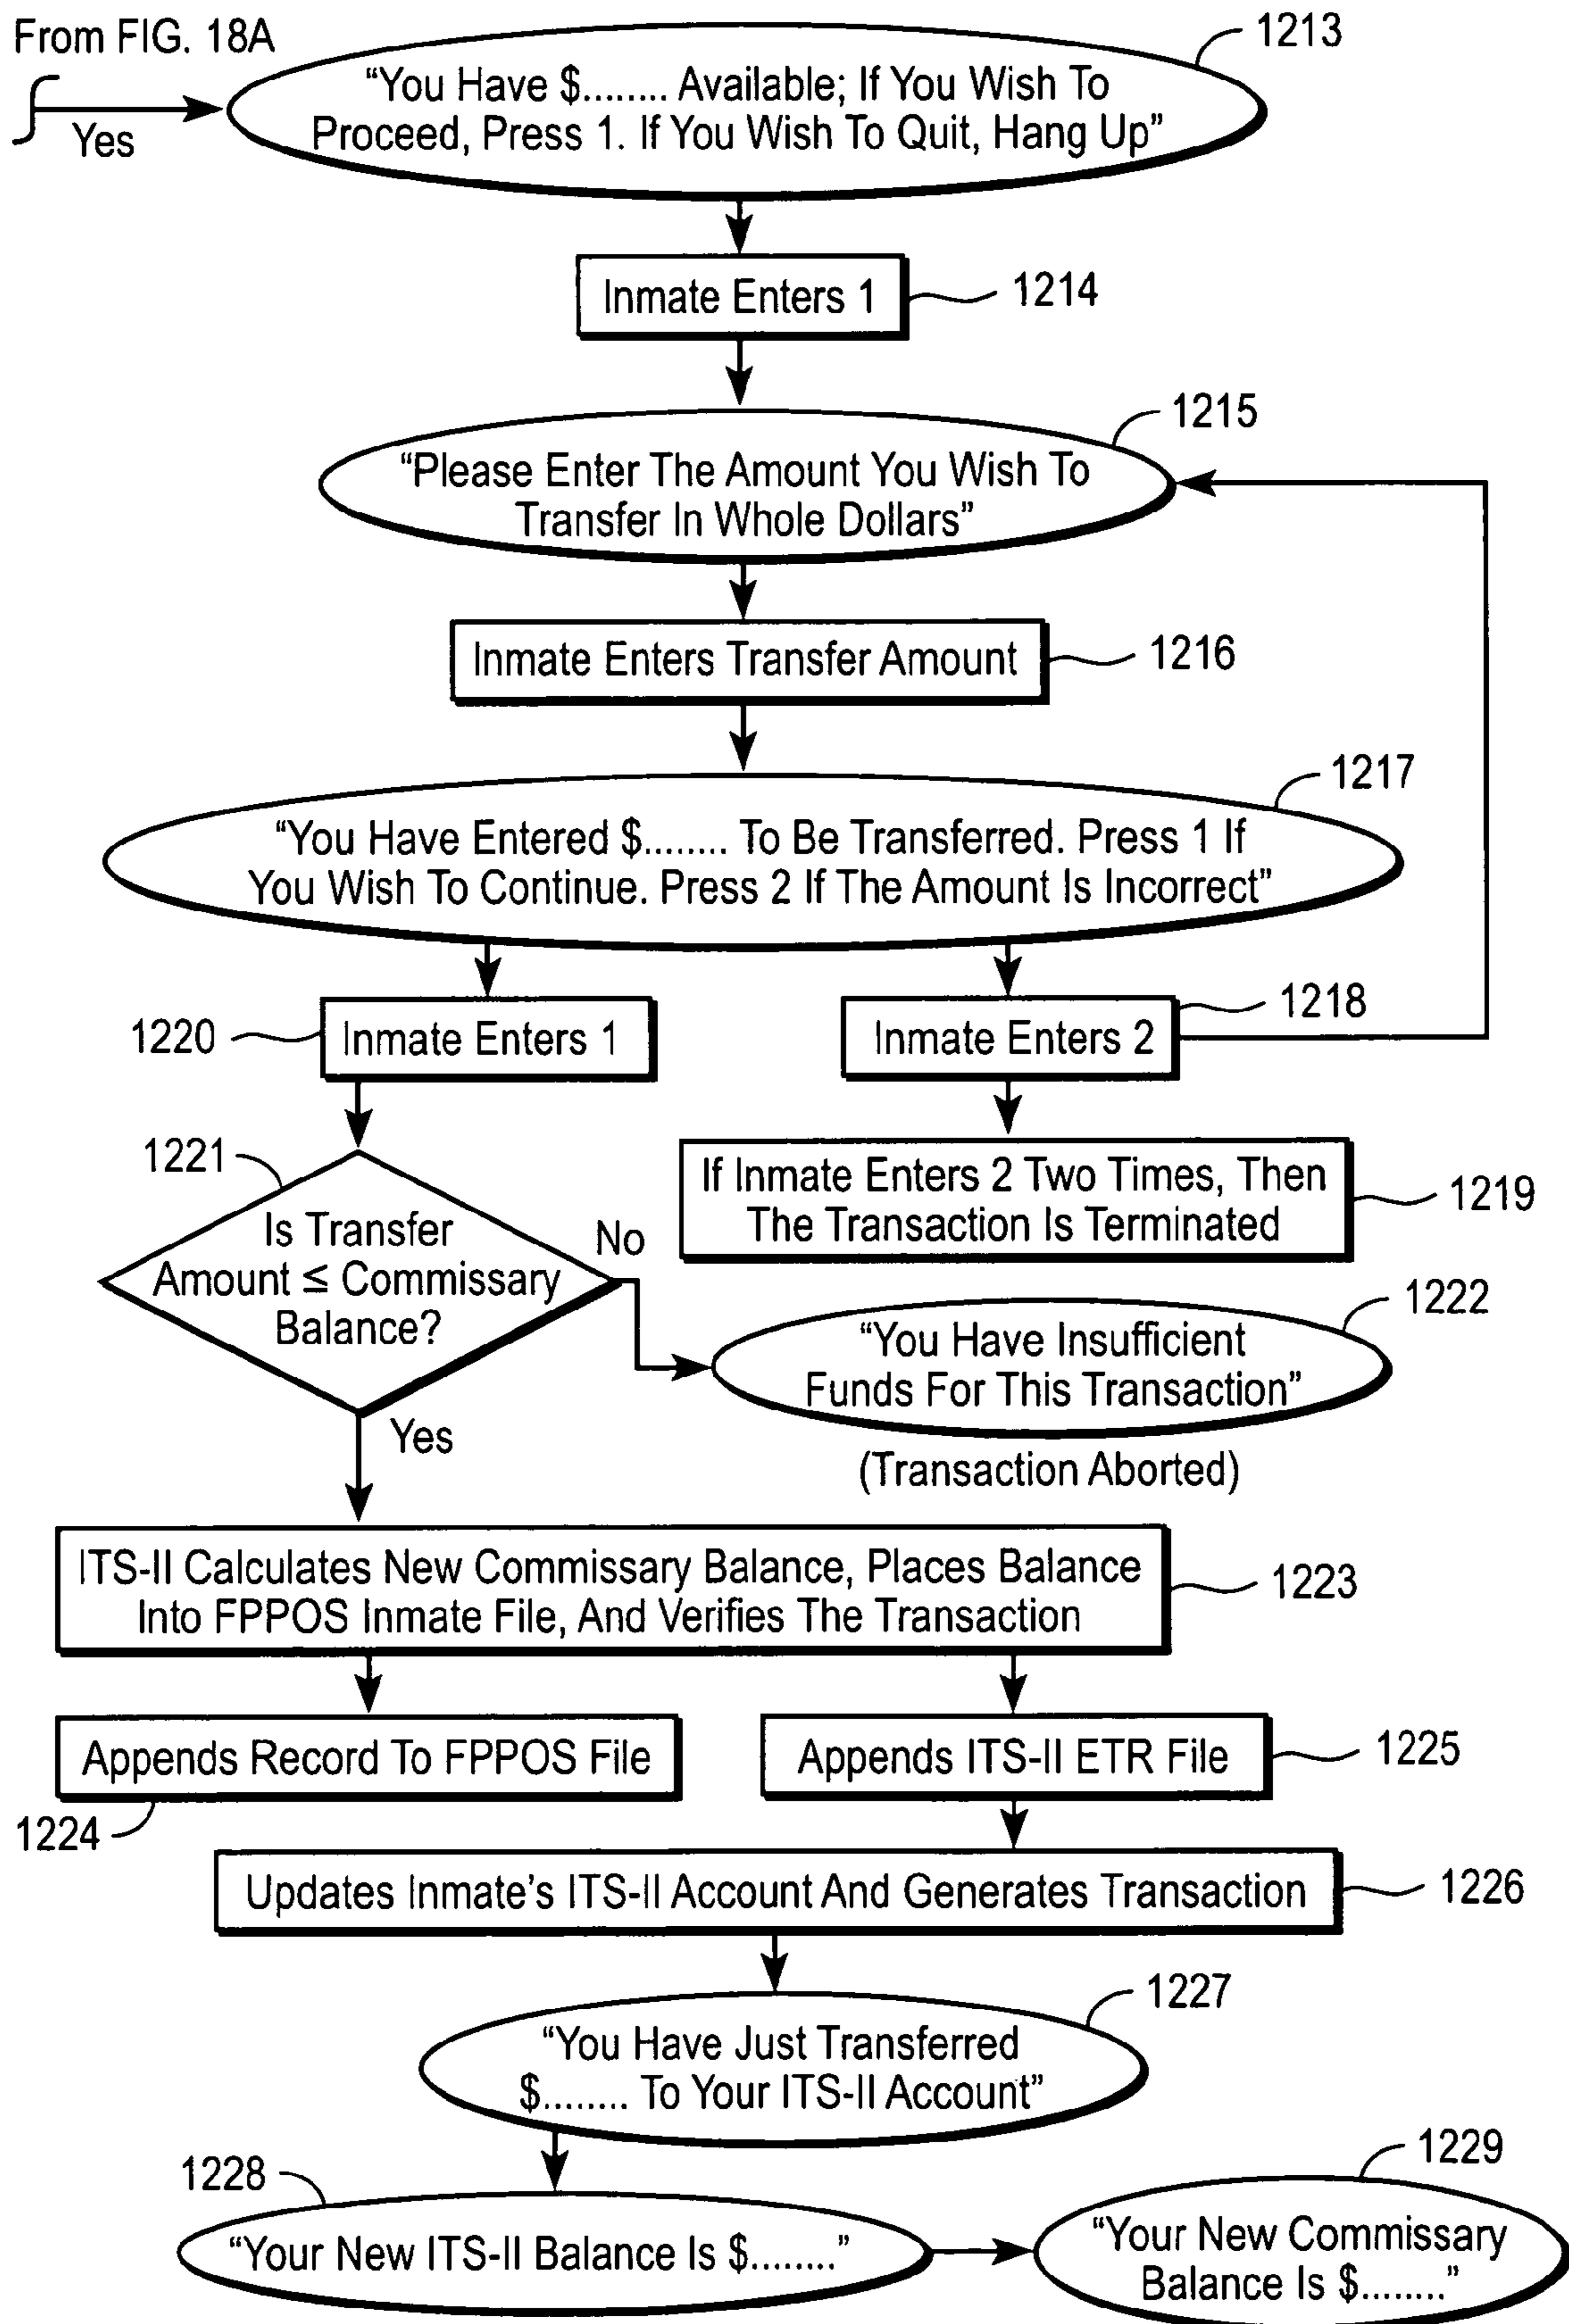 From FIG. 18A
Yes
1213
“You Have $........ Available; If You Wish To
Proceed, Press 1. If You Wish To Quit, Hang Up”
Inmate Enters 1
1214
1215
“Please Enter The Amount You Wish To
Transfer In Whole Dollars”
Inmate Enters Transfer Amount
1216
1217
“You Have Entered $........ To Be Transferred. Press 1 If
You Wish To Continue. Press 2 If The Amount Is Incorrect”
1220
Inmate Enters 1
Inmate Enters 2
1218
1221
Is Transfer
Amount ≤ Commissary
Balance?
No
If Inmate Enters 2 Two Times, Then
The Transaction Is Terminated
1219
1222
“You Have Insufficient
Funds For This Transaction”
(Transaction Aborted)
Yes
ITS-II Calculates New Commissary Balance, Places Balance
Into FPPOS Inmate File, And Verifies The Transaction
1223
Appends Record To FPPOS File
1224
Appends ITS-II ETR File
1225
Updates Inmate’s ITS-II Account And Generates Transaction
1226
1227
“You Have Just Transferred
$........ To Your ITS-II Account”
1228
“Your New ITS-II Balance Is $........”
1229
“Your New Commissary
Balance Is $........”